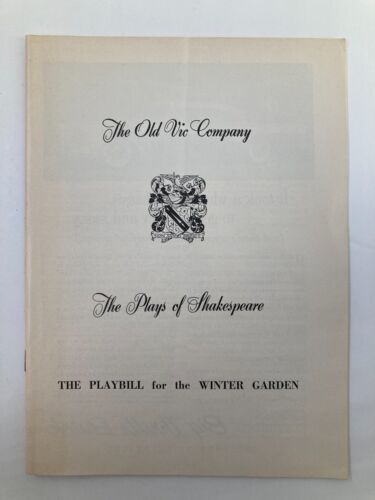 The Old Vic Company
The Plays of Shakespeare
THE PLAYBILL for the WINTER GARDEN